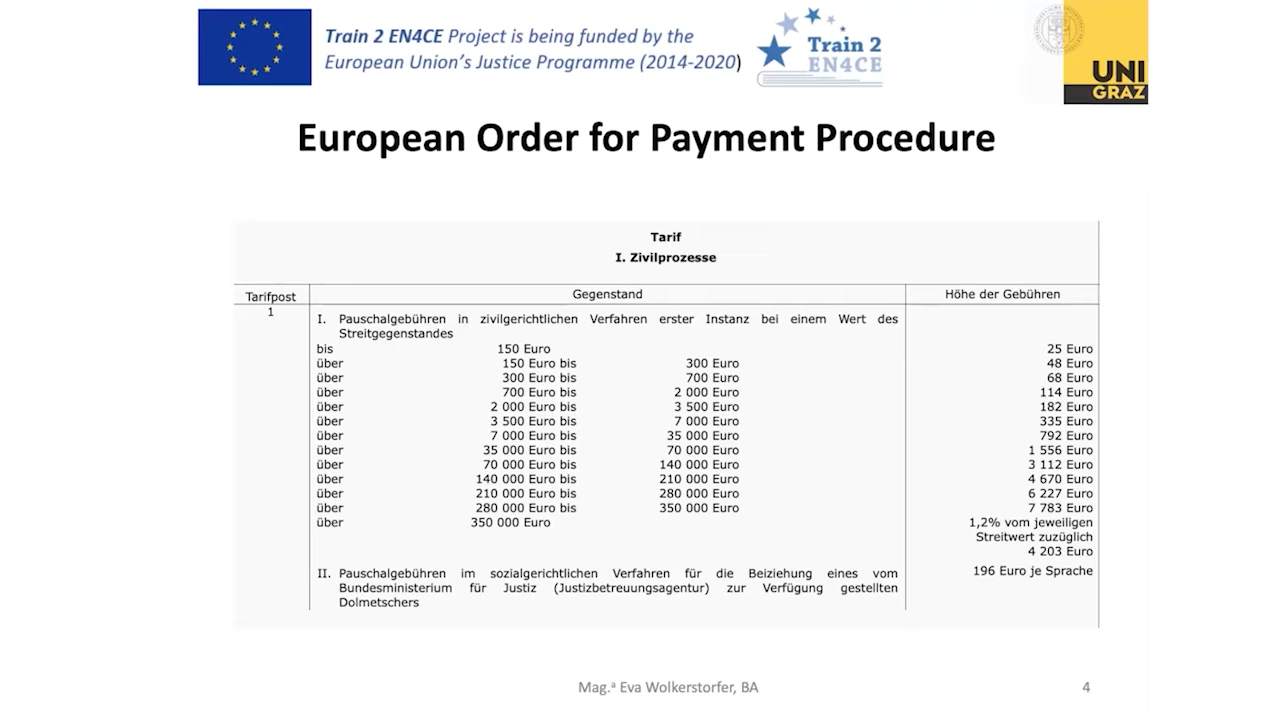 Train 2 EN4CE Project is being funded by the
European Union's Justice Programme (2014-2020)
Train 2
EN4CE
UNI
GRAZ
European Order for Payment Procedure
Tarif
I. Zivilprozesse
Tarifpost Gegenstand Höhe der Gebühren
1
I. Pauschalgebühren in zivilgerichtlichen Verfahren erster Instanz bei einem Wert des
Streitgegenstandes
bis 150 Euro 25 Euro
über 150 Euro bis 300 Euro 48 Euro
über 300 Euro bis 700 Euro 68 Euro
über 700 Euro bis 2 000 Euro 114 Euro
über 2 000 Euro bis 3 500 Euro 182 Euro
über 3 500 Euro bis 7 000 Euro 335 Euro
über 7 000 Euro bis 35 000 Euro 792 Euro
über 35 000 Euro bis 70 000 Euro 1 556 Euro
über 70 000 Euro bis 140 000 Euro 3 112 Euro
über 140 000 Euro bis 210 000 Euro 4 670 Euro
über 210 000 Euro bis 280 000 Euro 6 227 Euro
über 280 000 Euro bis 350 000 Euro 7 783 Euro
über 350 000 Euro 1,2% vom jeweiligen
Streitwert zuzüglich
4 203 Euro
II. Pauschalgebühren im sozialgerichtlichen Verfahren für die Beiziehung eines vom 196 Euro je Sprache
Bundesministerium für Justiz (Justizbetreuungsagentur) zur Verfügung gestellten
Dolmetschers
Mag.ª Eva Wolkerstorfer, BA
4